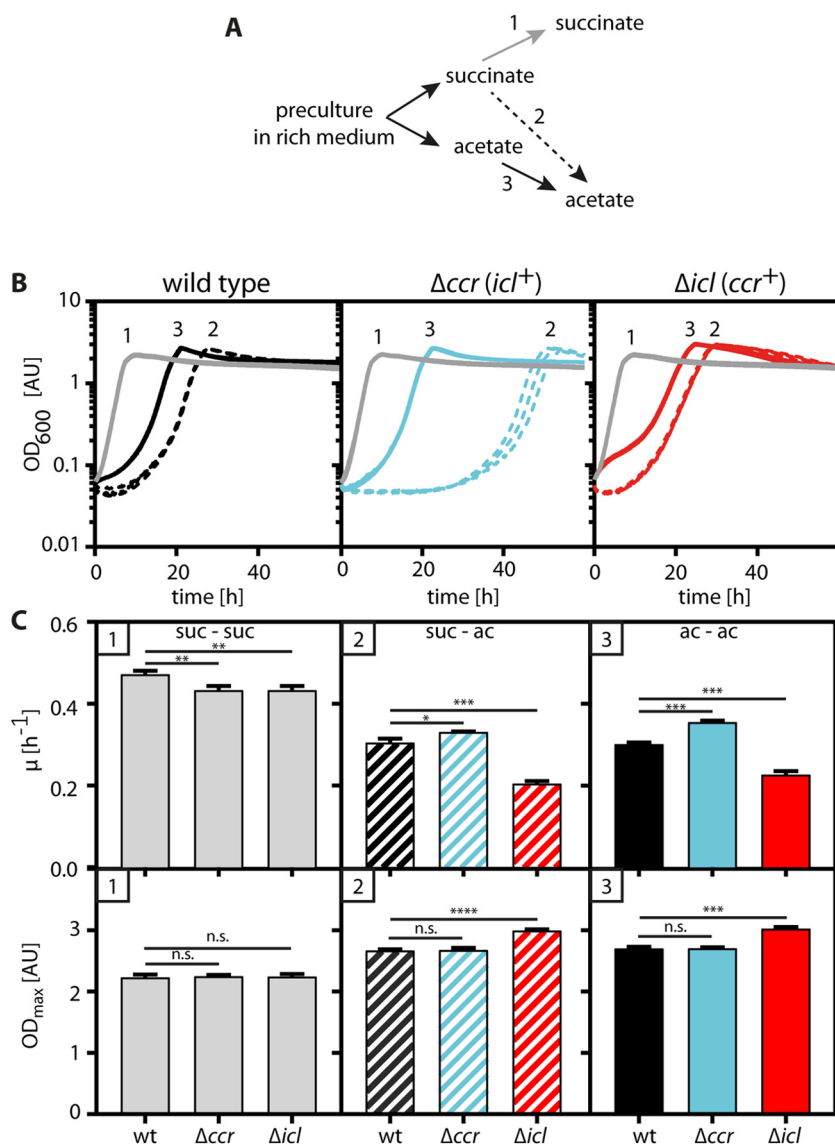 A
1
succinate
succinate
preculture
in rich medium
2
acetate
3
acetate
B
wild type
Δccr (icl⁺)
Δicl (ccr⁺)
10
1
0.1
0.01
OD₆₀₀ [AU]
1 3 2
1 3 2
1 3 2
0 20 40
0 20 40
0 20 40
time [h]
time [h]
time [h]
C
0.6
0.4
0.2
0.0
μ [h⁻¹]
1
suc - suc
**
**
2
suc - ac
***
*
3
ac - ac
***
***
3
2
1
0
ODmax [AU]
1
n.s.
n.s.
2
****
n.s.
3
***
n.s.
wt Δccr Δicl
wt Δccr Δicl
wt Δccr Δicl